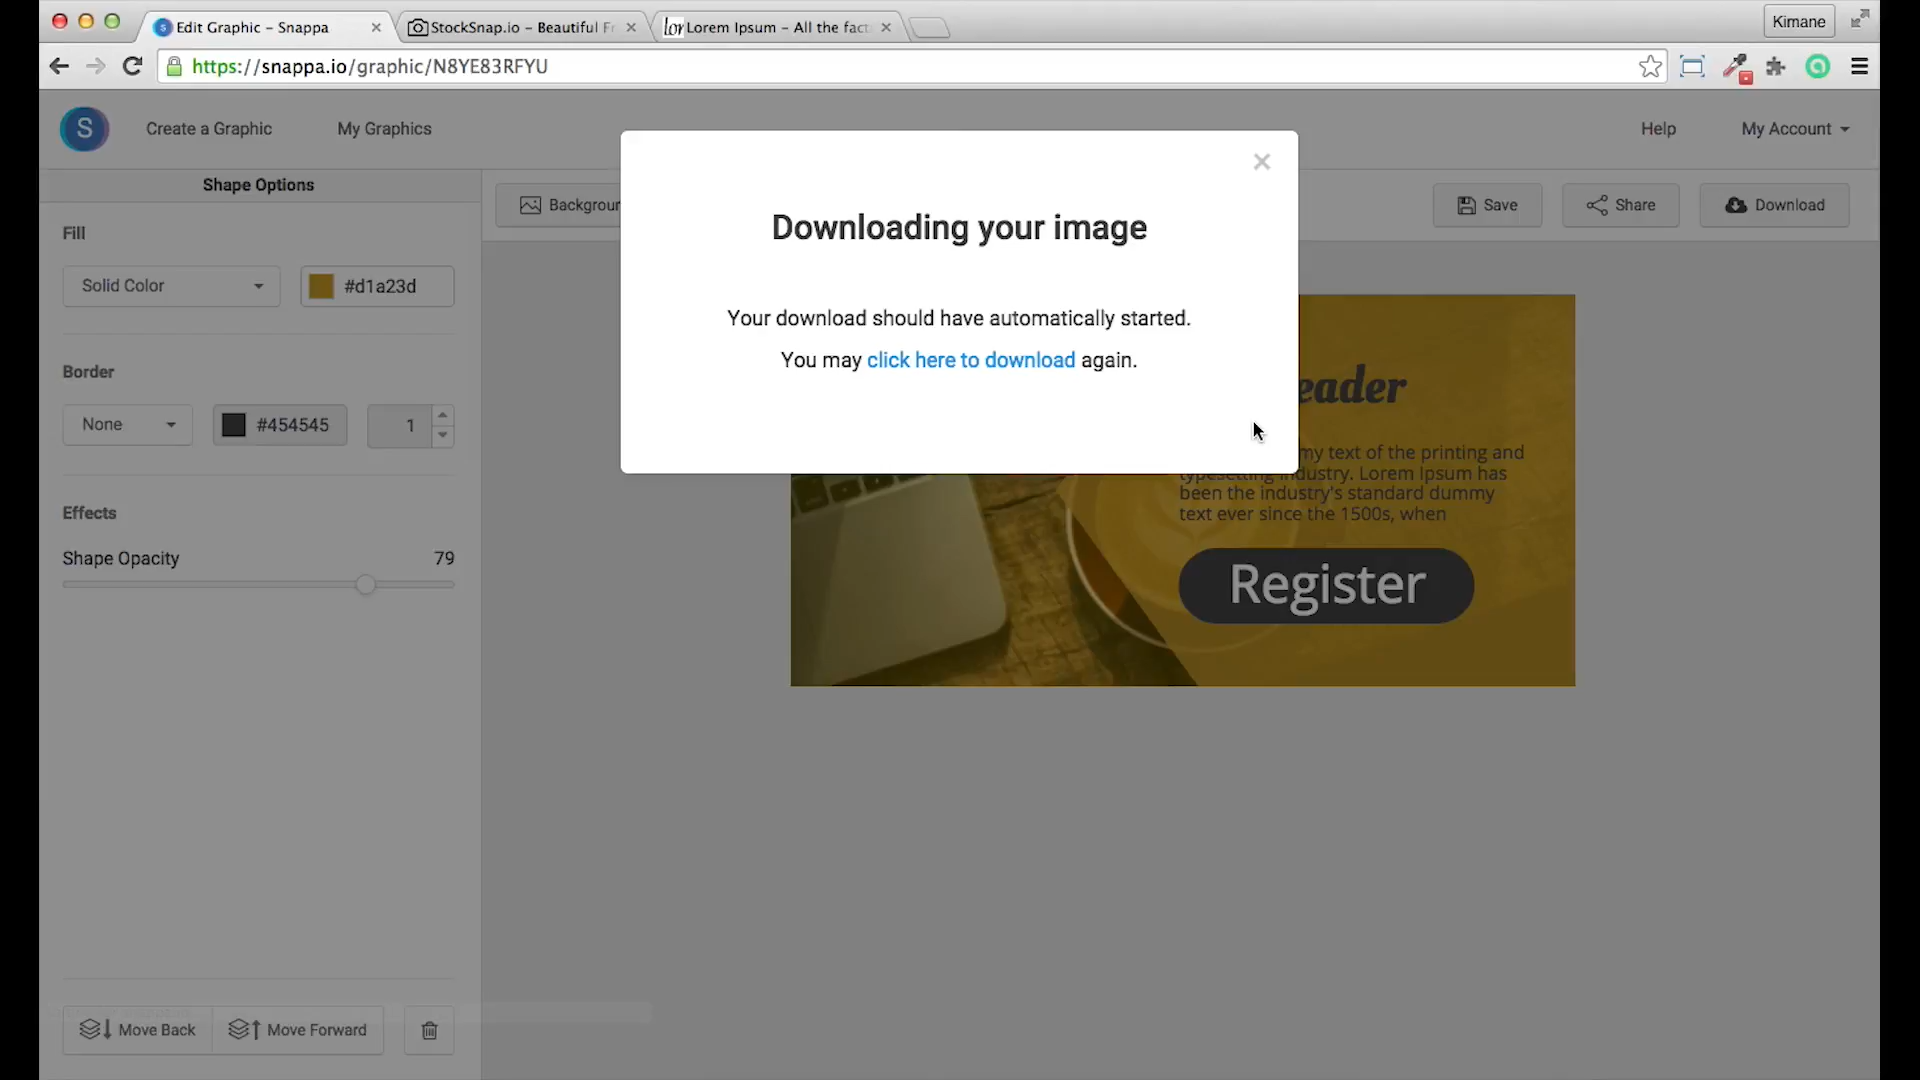 Edit Graphic – Snappa
StockSnap.io – Beautiful Fr
Lorem Ipsum – All the fact
Kimane
https://snappa.io/graphic/N8YE83RFYU
S
Create a Graphic
My Graphics
Help
My Account
Shape Options
Backgroun
Save
Share
Download
Downloading your image
Your download should have automatically started.
You may click here to download again.
Fill
Solid Color
#d1a23d
Border
None
#454545
1
Effects
Shape Opacity
79
eader
my text of the printing and
typesetting industry. Lorem Ipsum has
been the industry's standard dummy
text ever since the 1500s, when
Register
Move Back
Move Forward